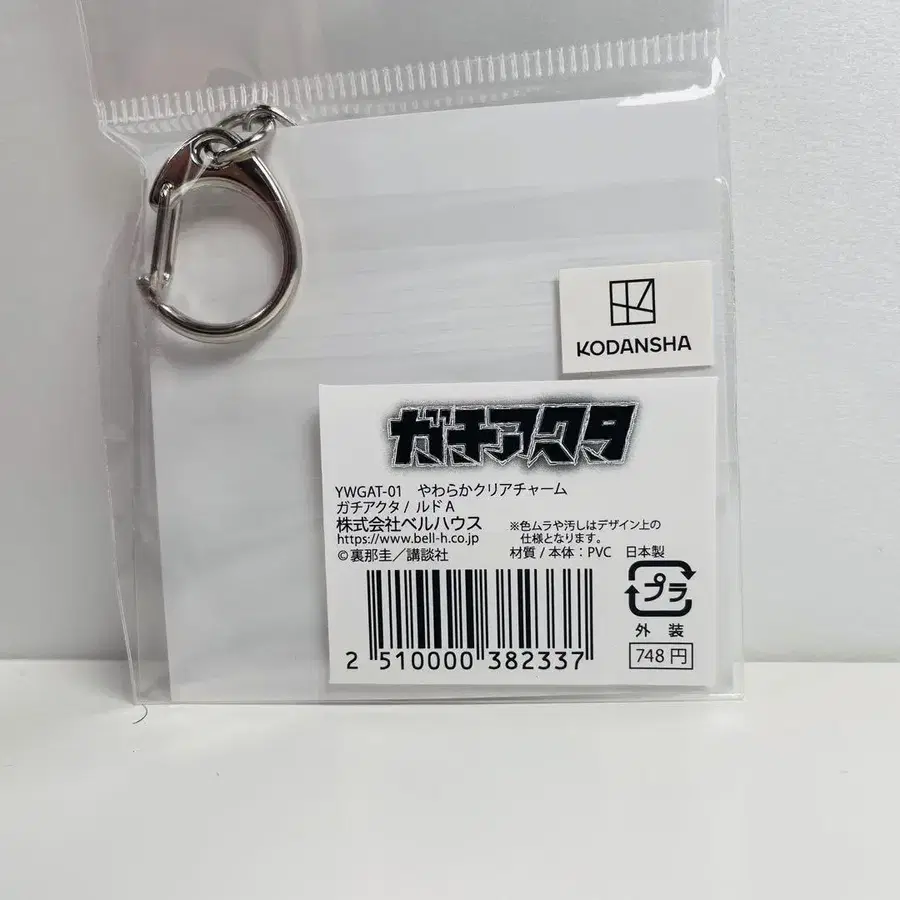 KODANSHA
ガチアクタ
YWGAT-01 やわらかクリアチャーム
ガチアクタ / ルド A
株式会社ベルハウス
https://www.bell-h.co.jp
©裏那圭／講談社
※色ムラや汚しはデザイン上の
仕様となります。
材質 / 本体：PVC 日本製
プラ
外 装
2 510000 382337
748 円